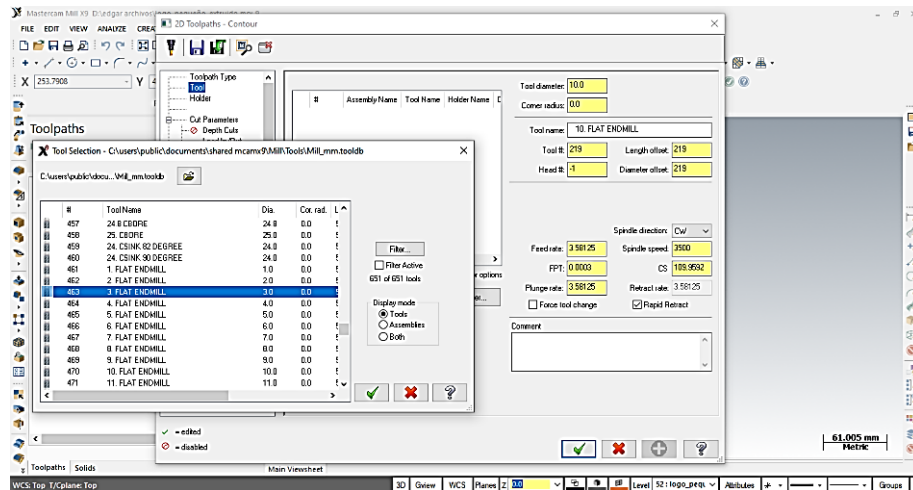 Mastercam Mill X9 D:\edgar archivos\logo_pequeño_extruido.mcx-9
FILE EDIT VIEW ANALYZE CREA
X 253.7908 Y
Toolpaths
2D Toolpaths - Contour
Toolpath Type
Tool
Holder
Cut Parameters
Depth Cuts
# Assembly Name Tool Name Holder Name
Tool diameter: 10.0
Corner radius: 0.0
Tool name: 10. FLAT ENDMILL
Tool #: 219 Length offset: 219
Head #: -1 Diameter offset: 219
Spindle direction: CW
Feed rate: 3.58125 Spindle speed: 3500
FPT: 0.0003 CS 109.9592
Plunge rate: 3.58125 Retract rate: 3.58125
Force tool change Rapid Retract
Comment
r options
Tool Selection - C:\users\public\documents\shared mcamx9\Mill\Tools\Mill_mm.tooldb
C:\users\public\docu...\Mill_mm.tooldb
# Tool Name Dia. Cor. rad. L
457 24.8 CBORE 24.8 0.0
458 25. CBORE 25.0 0.0
459 24. CSINK 82 DEGREE 24.0 0.0
460 24. CSINK 90 DEGREE 24.0 0.0
461 1. FLAT ENDMILL 1.0 0.0
462 2. FLAT ENDMILL 2.0 0.0
463 3. FLAT ENDMILL 3.0 0.0
464 4. FLAT ENDMILL 4.0 0.0
465 5. FLAT ENDMILL 5.0 0.0
466 6. FLAT ENDMILL 6.0 0.0
467 7. FLAT ENDMILL 7.0 0.0
468 8. FLAT ENDMILL 8.0 0.0
469 9. FLAT ENDMILL 9.0 0.0
470 10. FLAT ENDMILL 10.0 0.0
471 11. FLAT ENDMILL 11.0 0.0
Filter...
Filter Active
651 of 651 tools
Display mode
Tools
Assemblies
Both
= edited
= disabled
61.005 mm
Metric
Toolpaths Solids
Main Viewsheet
WCS: Top T/Cplane: Top
3D Gview WCS Planes Z 0.0 Level 52 : logo_pequ Attributes Groups